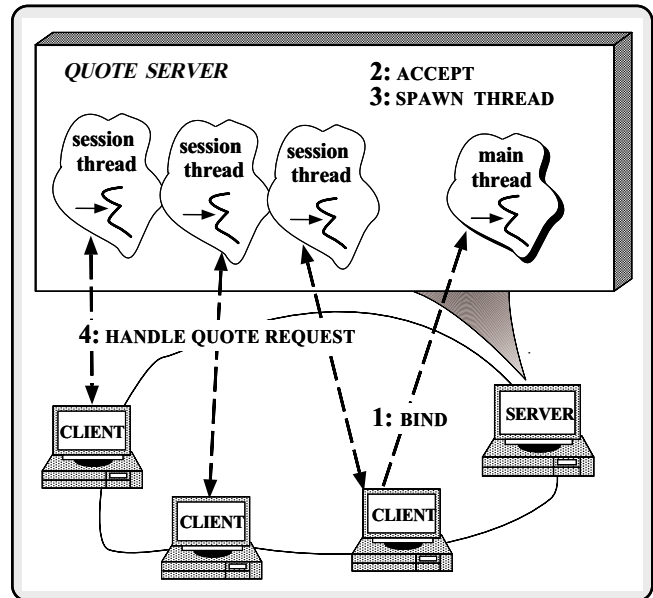 QUOTE SERVER
2: ACCEPT
3: SPAWN THREAD
session
thread
session
thread
session
thread
main
thread
4: HANDLE QUOTE REQUEST
1: BIND
SERVER
CLIENT
CLIENT
CLIENT